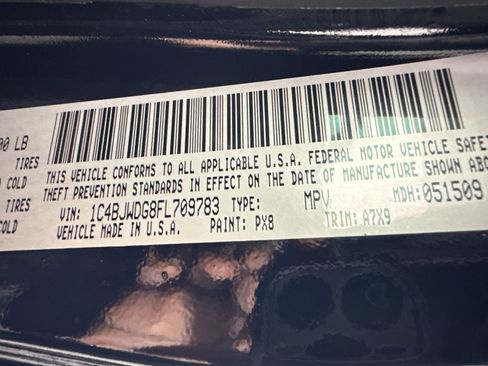 00 LB
TIRES
COLD
TIRES
COLD
THIS VEHICLE CONFORMS TO ALL APPLICABLE U.S.A. FEDERAL MOTOR VEHICLE SAFE
THEFT PREVENTION STANDARDS IN EFFECT ON THE DATE OF MANUFACTURE SHOWN ABO
VIN: 1C4BJWDG8FL709783 TYPE: MPV MDH:051509
VEHICLE MADE IN U.S.A. PAINT: PX8 TRIM: A7X9